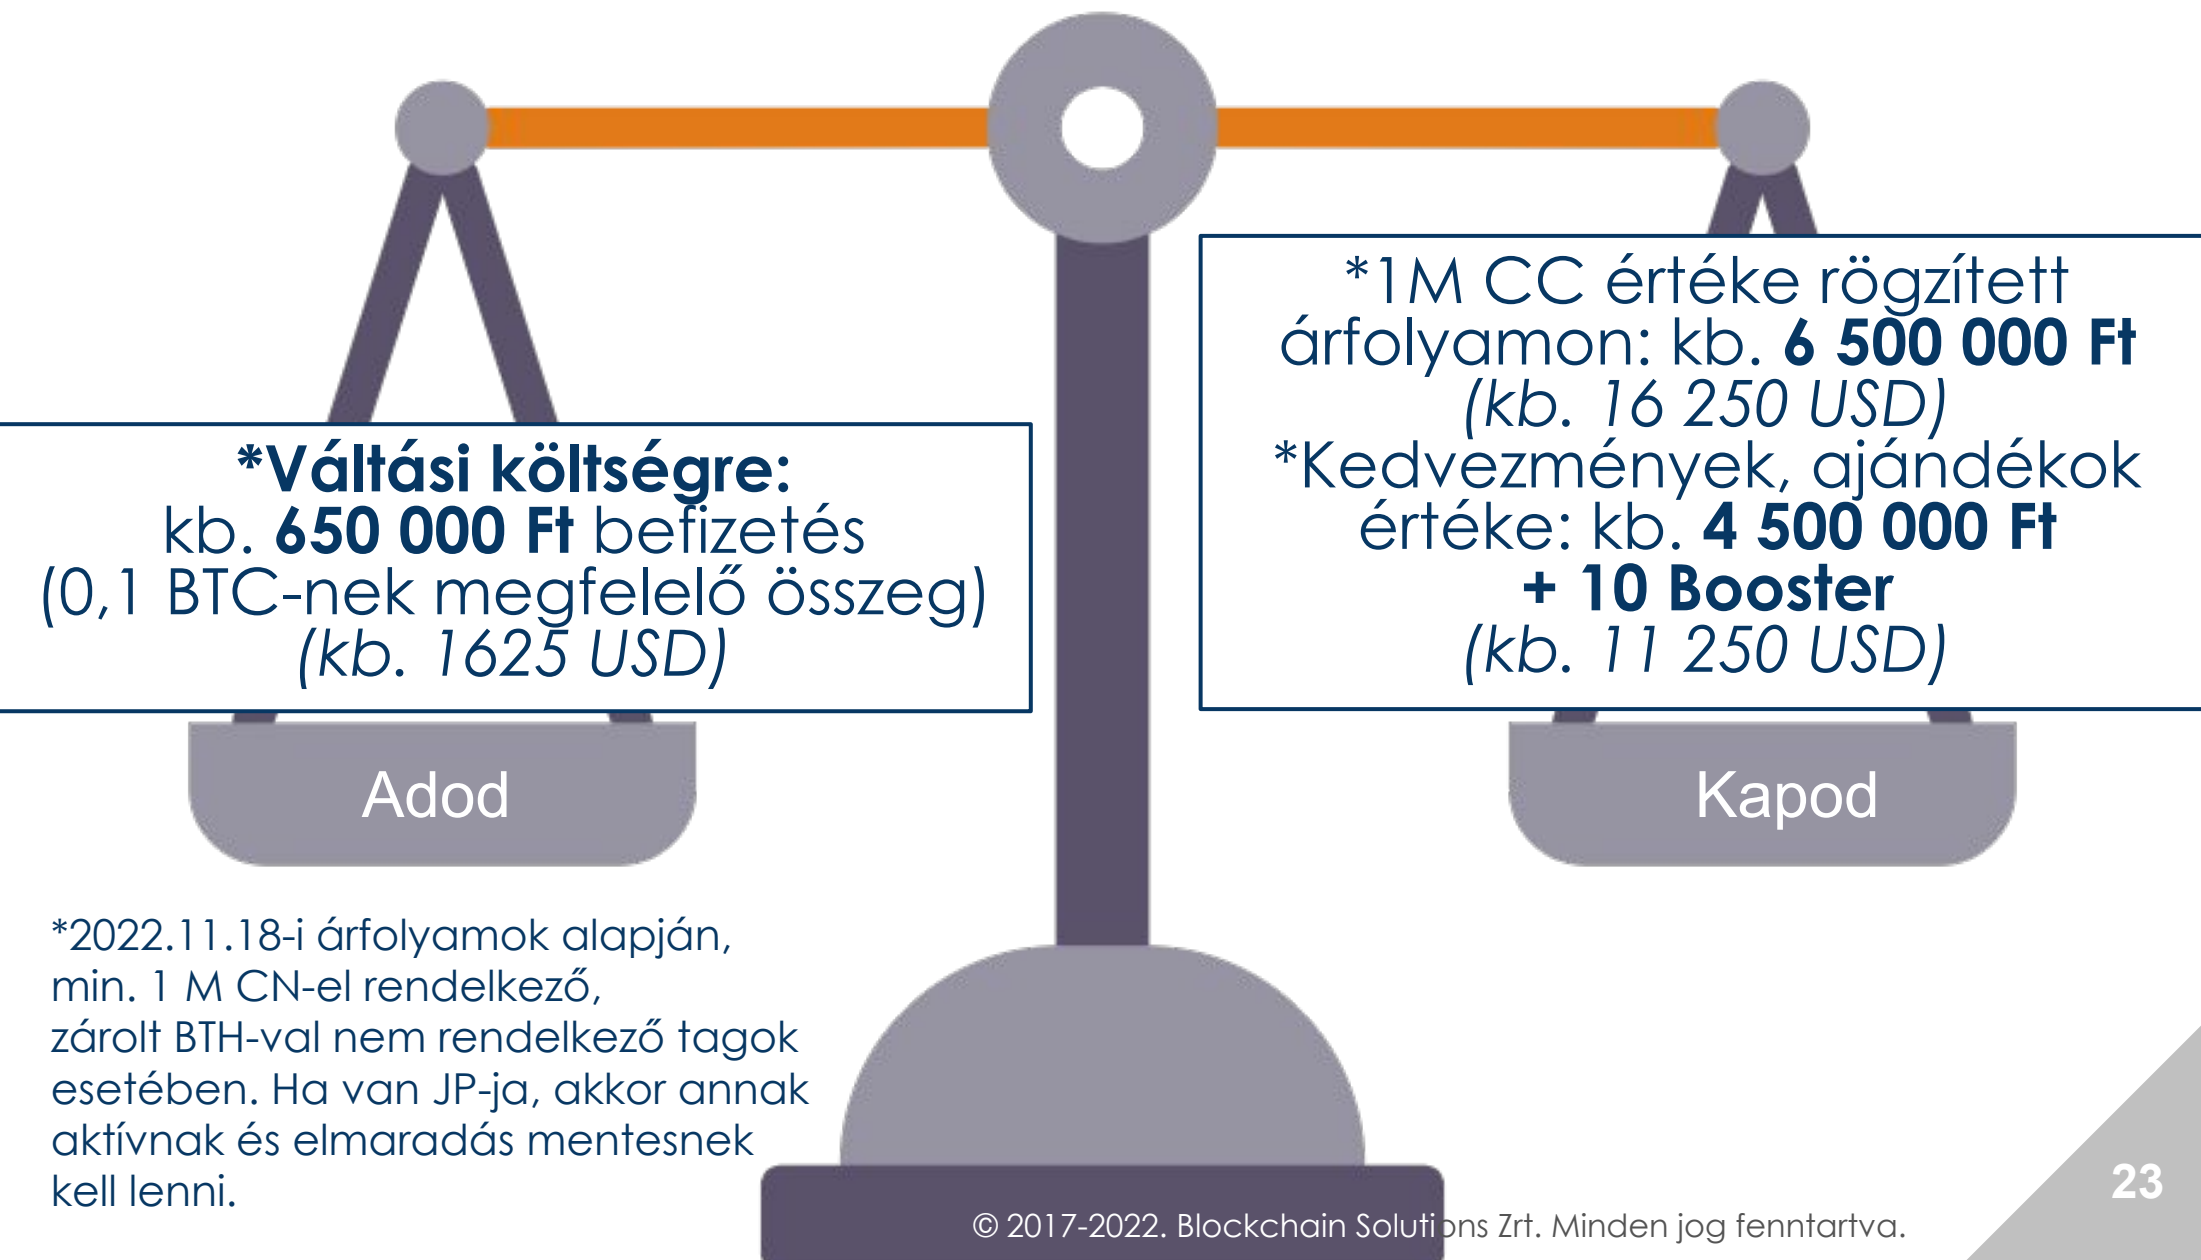 *Váltási költségre:
kb. 650 000 Ft befizetés
(0,1 BTC-nek megfelelő összeg)
(kb. 1625 USD)
Adod
*1M CC értéke rögzített
árfolyamon: kb. 6 500 000 Ft
(kb. 16 250 USD)
*Kedvezmények, ajándékok
értéke: kb. 4 500 000 Ft
+ 10 Booster
(kb. 11 250 USD)
Kapod
*2022.11.18-i árfolyamok alapján,
min. 1 M CN-el rendelkező,
zárolt BTH-val nem rendelkező tagok
esetében. Ha van JP-ja, akkor annak
aktívnak és elmaradás mentesnek
kell lenni.
23
© 2017-2022. Blockchain Solutions Zrt. Minden jog fenntartva.